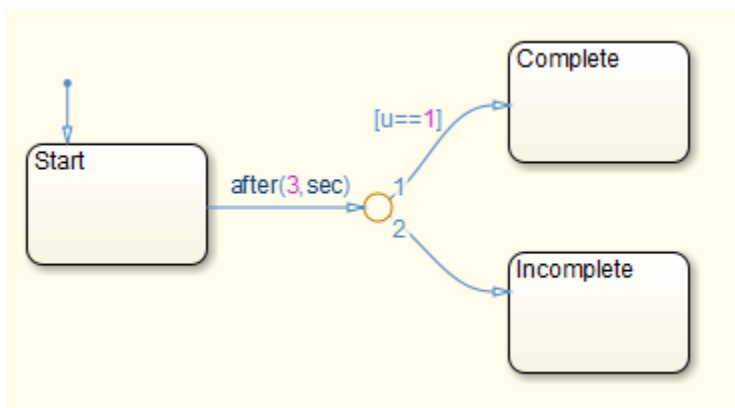 Complete
[u==1]
Start
after(3,sec)
1
2
Incomplete